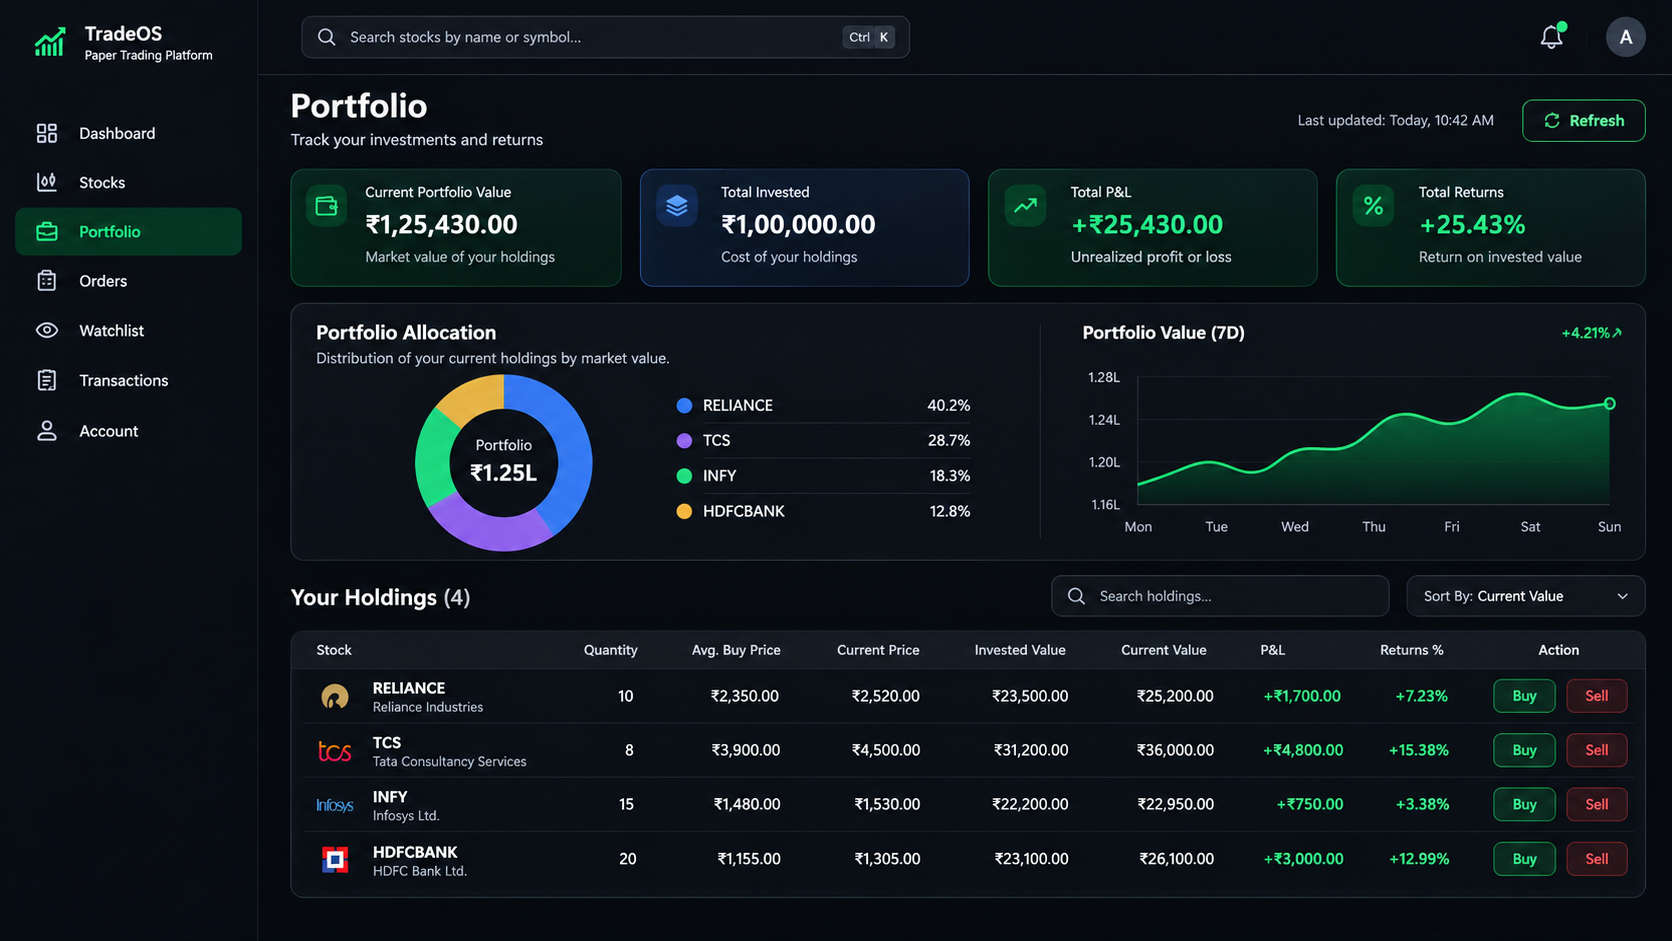 TradeOS
Paper Trading Platform
Search stocks by name or symbol...
Ctrl K
A
Dashboard
Stocks
Portfolio
Orders
Watchlist
Transactions
Account
Portfolio
Track your investments and returns
Last updated: Today, 10:42 AM
Refresh
Current Portfolio Value
₹1,25,430.00
Market value of your holdings
Total Invested
₹1,00,000.00
Cost of your holdings
Total P&L
+₹25,430.00
Unrealized profit or loss
%
Total Returns
+25.43%
Return on invested value
Portfolio Allocation
Distribution of your current holdings by market value.
Portfolio
₹1.25L
RELIANCE 40.2%
TCS 28.7%
INFY 18.3%
HDFCBANK 12.8%
Portfolio Value (7D)
+4.21%↗
1.28L
1.24L
1.20L
1.16L
Mon Tue Wed Thu Fri Sat Sun
Your Holdings (4)
Search holdings...
Sort By: Current Value
Stock Quantity Avg. Buy Price Current Price Invested Value Current Value P&L Returns % Action
RELIANCE
Reliance Industries
10 ₹2,350.00 ₹2,520.00 ₹23,500.00 ₹25,200.00 +₹1,700.00 +7.23% Buy Sell
tcs
TCS
Tata Consultancy Services
8 ₹3,900.00 ₹4,500.00 ₹31,200.00 ₹36,000.00 +₹4,800.00 +15.38% Buy Sell
Infosys
INFY
Infosys Ltd.
15 ₹1,480.00 ₹1,530.00 ₹22,200.00 ₹22,950.00 +₹750.00 +3.38% Buy Sell
HDFCBANK
HDFC Bank Ltd.
20 ₹1,155.00 ₹1,305.00 ₹23,100.00 ₹26,100.00 +₹3,000.00 +12.99% Buy Sell